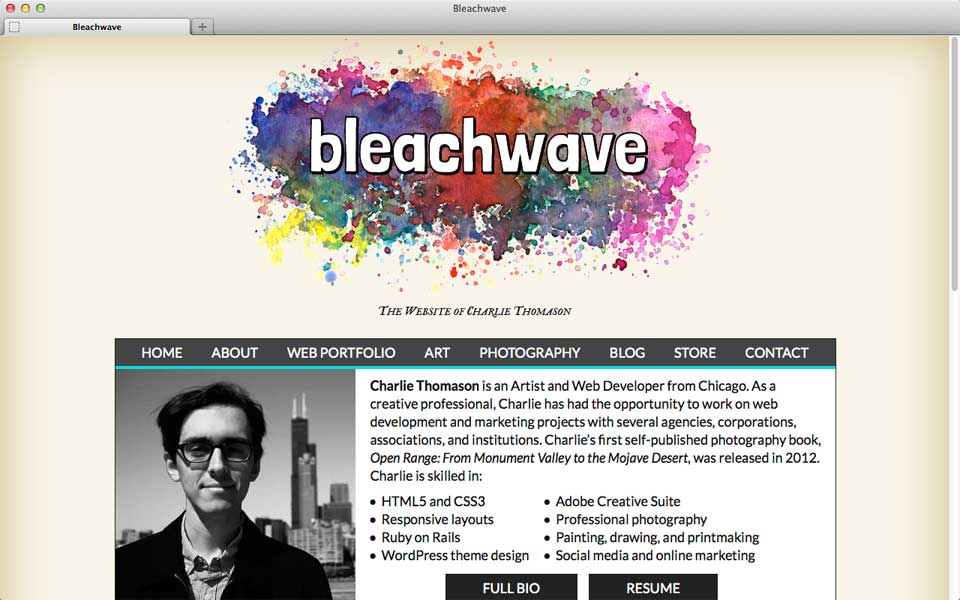 Bleachwave
Bleachwave
bleachwave
The Website of Charlie Thomason
HOME ABOUT WEB PORTFOLIO ART PHOTOGRAPHY BLOG STORE CONTACT
Charlie Thomason is an Artist and Web Developer from Chicago. As a
creative professional, Charlie has had the opportunity to work on web
development and marketing projects with several agencies, corporations,
associations, and institutions. Charlie's first self-published photography book,
Open Range: From Monument Valley to the Mojave Desert, was released in 2012.
Charlie is skilled in:
• HTML5 and CSS3
• Responsive layouts
• Ruby on Rails
• WordPress theme design
• Adobe Creative Suite
• Professional photography
• Painting, drawing, and printmaking
• Social media and online marketing
FULL BIO RESUME